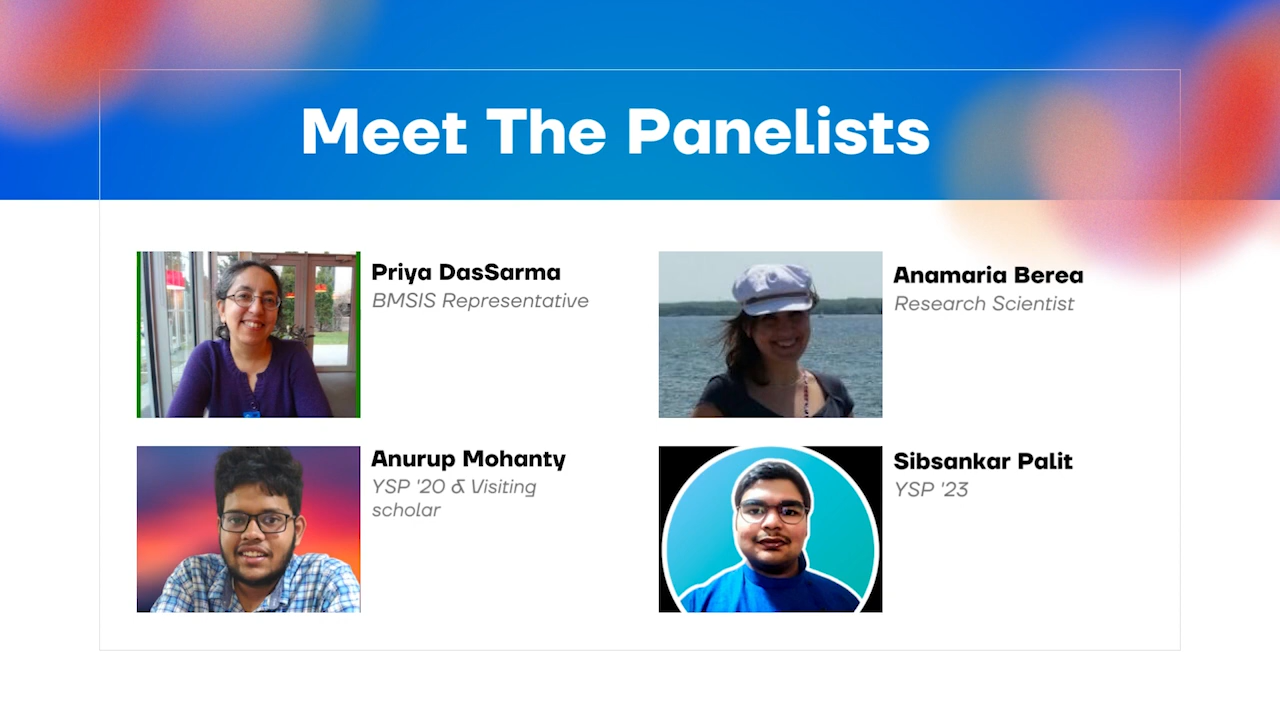 Meet The Panelists
Priya DasSarma
BMSIS Representative
Anamaria Berea
Research Scientist
Anurup Mohanty
YSP '20 & Visiting
scholar
Sibsankar Palit
YSP '23